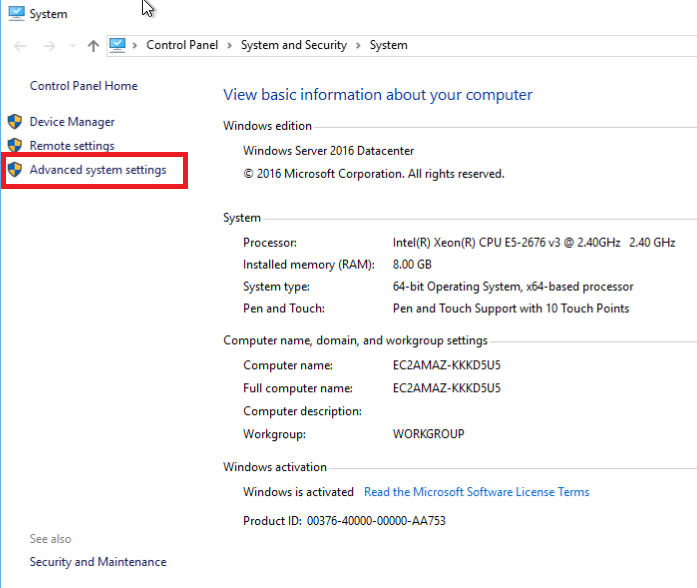 System
Control Panel > System and Security > System
Control Panel Home
Device Manager
Remote settings
Advanced system settings
View basic information about your computer
Windows edition
Windows Server 2016 Datacenter
© 2016 Microsoft Corporation. All rights reserved.
System
Processor: Intel(R) Xeon(R) CPU E5-2676 v3 @ 2.40GHz 2.40 GHz
Installed memory (RAM): 8.00 GB
System type: 64-bit Operating System, x64-based processor
Pen and Touch: Pen and Touch Support with 10 Touch Points
Computer name, domain, and workgroup settings
Computer name: EC2AMAZ-KKKD5U5
Full computer name: EC2AMAZ-KKKD5U5
Computer description:
Workgroup: WORKGROUP
Windows activation
Windows is activated Read the Microsoft Software License Terms
Product ID: 00376-40000-00000-AA753
See also
Security and Maintenance